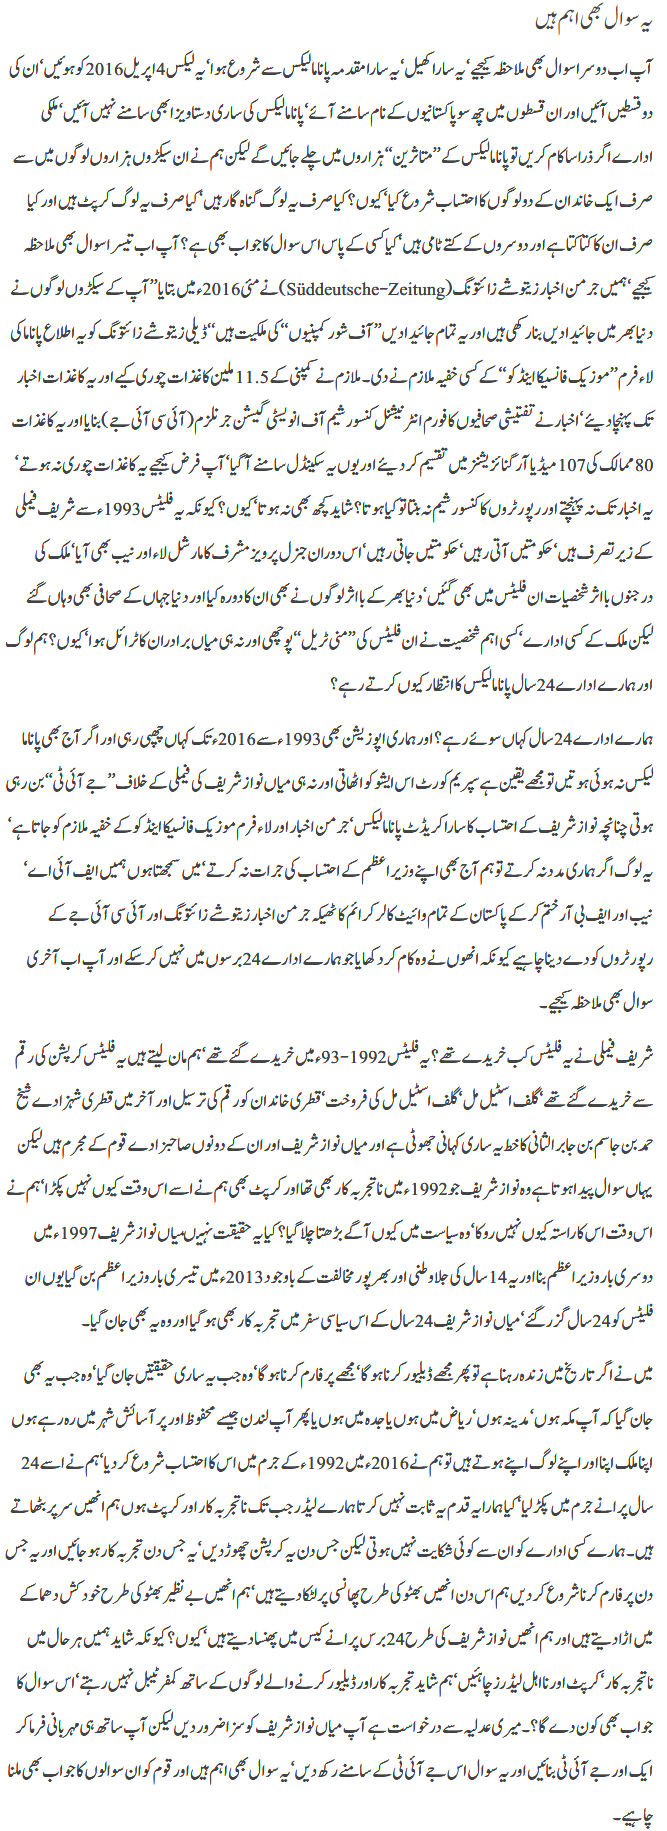 یہ سوال بھی اہم ہیں
آپ اب دوسرا سوال بھی ملاحظہ کیجیے‘ یہ سارا کھیل‘ یہ سارا مقدمہ پاناما لیکس سے شروع ہوا‘ یہ لیکس 4 اپریل 2016 کو ہوئیں‘ ان کی
دو قسطیں آئیں اور ان قسطوں میں چھ سو پاکستانیوں کے نام سامنے آئے‘ پاناما لیکس کی ساری دستاویز ابھی سامنے نہیں آئیں‘ ملکی
ادارے اگر ذرا سا کام کریں تو پاناما لیکس کے ”متاثرین“ ہزاروں میں چلے جائیں گے لیکن ہم نے ان سیکڑوں ہزاروں لوگوں میں سے
صرف ایک خاندان کے دو لوگوں کا احتساب شروع کیا‘ کیوں؟ کیا صرف یہ لوگ گناہ گار ہیں‘ کیا صرف یہ لوگ کرپٹ ہیں اور کیا
صرف ان کا کتا کتا ہے اور دوسروں کے کتے ٹامی ہیں‘ کیا کسی کے پاس اس سوال کا جواب بھی ہے؟ آپ اب تیسرا سوال بھی ملاحظہ
کیجیے‘ ہمیں جرمن اخبار زیتوشے زائتونگ (Süddeutsche-Zeitung) نے مئی 2016ء میں بتایا ”آپ کے سیکڑوں لوگوں نے
دنیا بھر میں جائیدادیں بنا رکھی ہیں اور یہ تمام جائیدادیں ”آف شور کمپنیوں“ کی ملکیت ہیں“ ڈیلی زیتوشے زائتونگ کو یہ اطلاع پاناما کی
لاء فرم ”موزیک فانسیکا اینڈ کو“ کے کسی خفیہ ملازم نے دی۔ ملازم نے کمپنی کے 11.5 ملین کاغذات چوری کیے اور یہ کاغذات اخبار
تک پہنچا دیئے‘ اخبار نے تفتیشی صحافیوں کا فورم انٹرنیشنل کنسورشیم آف انویسٹی گیشن جرنلزم (آئی سی آئی جے) بنایا اور یہ کاغذات
80 ممالک کی 107 میڈیا آرگنائزیشنز میں تقسیم کر دیئے اور یوں یہ سکینڈل سامنے آ گیا‘ آپ فرض کیجیے یہ کاغذات چوری نہ ہوتے‘
یہ اخبار تک نہ پہنچتے اور رپورٹروں کا کنسورشیم نہ بنتا تو کیا ہوتا؟ شاید کچھ بھی نہ ہوتا‘ کیوں؟ کیونکہ یہ فلیٹس 1993ء سے شریف فیملی
کے زیر تصرف ہیں‘ حکومتیں آتی رہیں‘ حکومتیں جاتی رہیں‘ اس دوران جنرل پرویز مشرف کا مارشل لاء اور نیب بھی آیا‘ ملک کی
درجنوں بااثر شخصیات ان فلیٹس میں بھی گئیں‘ دنیا بھر کے بااثر لوگوں نے بھی ان کا دورہ کیا اور دنیا جہاں کے صحافی بھی وہاں گئے
لیکن ملک کے کسی ادارے‘ کسی اہم شخصیت نے ان فلیٹس کی ”منی ٹریل“ پوچھی اور نہ ہی میاں برادران کا ٹرائل ہوا‘ کیوں؟ ہم لوگ
اور ہمارے ادارے 24 سال پاناما لیکس کا انتظار کیوں کرتے رہے؟
ہمارے ادارے 24 سال کہاں سوئے رہے؟ اور ہماری اپوزیشن بھی 1993ء سے 2016ء تک کہاں چھپی رہی اور اگر آج بھی پاناما
لیکس نہ ہوئی ہوتیں تو مجھے یقین ہے سپریم کورٹ اس ایشو کو اٹھاتی اور نہ ہی میاں نواز شریف کی فیملی کے خلاف ”جے آئی ٹی“ بن رہی
ہوتی چنانچہ نواز شریف کے احتساب کا سارا کریڈٹ پاناما لیکس‘ جرمن اخبار اور لاء فرم موزیک فانسیکا اینڈ کو کے خفیہ ملازم کو جاتا ہے‘
یہ لوگ اگر ہماری مدد نہ کرتے تو ہم آج بھی اپنے وزیراعظم کے احتساب کی جرات نہ کرتے‘ میں سمجھتا ہوں ہمیں ایف آئی اے‘
نیب اور ایف بی آر ختم کر کے پاکستان کے تمام وائیٹ کالر کرائم کا ٹھیکہ جرمن اخبار زیتوشے زائتونگ اور آئی سی آئی جے کے
رپورٹروں کو دے دینا چاہیے کیونکہ انھوں نے وہ کام کر دکھایا جو ہمارے ادارے 24 برسوں میں نہیں کر سکے اور آپ اب آخری
سوال بھی ملاحظہ کیجیے۔
شریف فیملی نے یہ فلیٹس کب خریدے تھے؟ یہ فلیٹس 1992-93ء میں خریدے گئے تھے‘ ہم مان لیتے ہیں یہ فلیٹس کرپشن کی رقم
سے خریدے گئے تھے‘ گلف اسٹیل مل‘ گلف اسٹیل مل کی فروخت‘ قطری خاندان کو رقم کی ترسیل اور آخر میں قطری شہزادے شیخ
حمد بن جاسم بن جابر الثانی کا خط یہ ساری کہانی جھوٹی ہے اور میاں نواز شریف اور ان کے دونوں صاحبزادے قوم کے مجرم ہیں لیکن
یہاں سوال پیدا ہوتا ہے وہ نواز شریف جو 1992ء میں ناتجربہ کار بھی تھا اور کرپٹ بھی ہم نے اسے اس وقت کیوں نہیں پکڑا‘ ہم نے
اس وقت اس کا راستہ کیوں نہیں روکا‘ وہ سیاست میں کیوں آگے بڑھتا چلا گیا؟ کیا یہ حقیقت نہیں میاں نواز شریف 1997ء میں
دوسری بار وزیراعظم بنا اور یہ 14 سال کی جلاوطنی اور بھرپور مخالفت کے باوجود 2013ء میں تیسری بار وزیراعظم بن گیا یوں ان
فلیٹس کو 24 سال گزر گئے‘ میاں نواز شریف 24 سال کے اس سیاسی سفر میں تجربہ کار بھی ہو گیا اور وہ یہ بھی جان گیا۔
میں نے اگر تاریخ میں زندہ رہنا ہے تو پھر مجھے ڈیلیور کرنا ہو گا‘ مجھے پرفارم کرنا ہو گا‘ وہ جب یہ ساری حقیقتیں جان گیا‘ وہ جب یہ بھی
جان گیا کہ آپ مکہ ہوں‘ مدینہ ہوں‘ ریاض میں ہوں یا جدہ میں ہوں یا پھر آپ لندن جیسے محفوظ اور پر آسائش شہر میں رہ رہے ہوں
اپنا ملک اپنا اور اپنے لوگ اپنے ہوتے ہیں تو ہم نے 2016ء میں 1992ء کے جرم میں اس کا احتساب شروع کر دیا‘ ہم نے اسے 24
سال پرانے جرم میں پکڑ لیا‘ کیا ہمارا یہ قدم یہ ثابت نہیں کرتا ہمارے لیڈر جب تک ناتجربہ کار اور کرپٹ ہوں ہم انھیں سر پر بٹھاتے
ہیں۔ ہمارے کسی ادارے کو ان سے کوئی شکایت نہیں ہوتی لیکن جس دن یہ کرپشن چھوڑ دیں‘ یہ جس دن تجربہ کار ہو جائیں اور یہ جس
دن پرفارم کرنا شروع کر دیں ہم اس دن انھیں بھٹو کی طرح پھانسی پر لٹکا دیتے ہیں‘ ہم انھیں بے نظیر بھٹو کی طرح خود کش دھماکے
میں اڑا دیتے ہیں اور ہم انھیں نواز شریف کی طرح 24 برس پرانے کیس میں پھنسا دیتے ہیں‘ کیوں؟ کیونکہ شاید ہمیں ہر حال میں
ناتجربہ کار‘ کرپٹ اور نااہل لیڈرز چاہئیں‘ ہم شاید تجربہ کار اور ڈیلیور کرنے والے لوگوں کے ساتھ کمفرٹیبل نہیں رہتے‘ اس سوال کا
جواب بھی کون دے گا؟۔ میری عدلیہ سے درخواست ہے آپ میاں نواز شریف کو سزا ضرور دیں لیکن آپ ساتھ ہی مہربانی فرما کر
ایک اور جے آئی ٹی بنائیں اور یہ سوال اس جے آئی ٹی کے سامنے رکھ دیں‘ یہ سوال بھی اہم ہیں اور قوم کو ان سوالوں کا جواب بھی ملنا
چاہیے۔